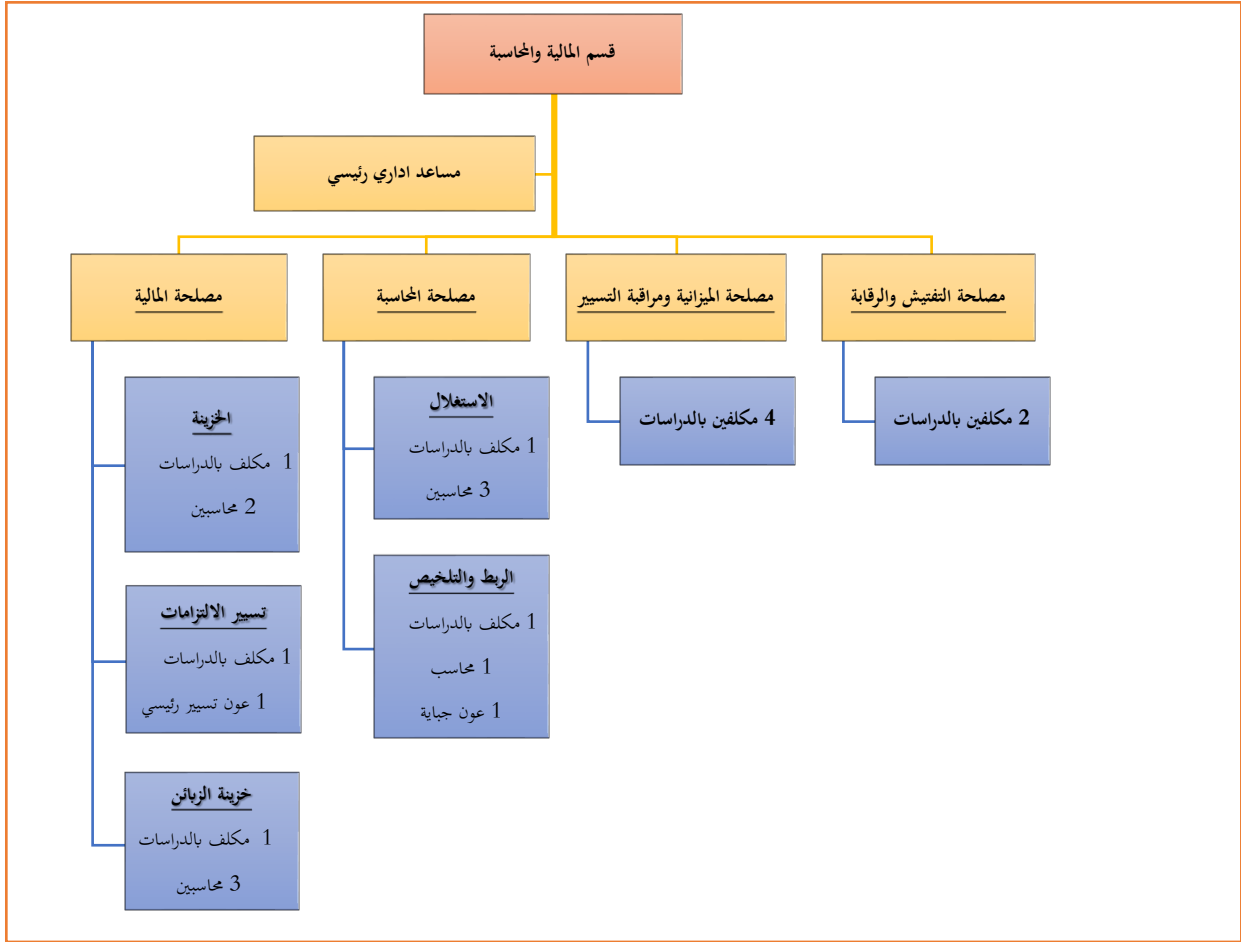 قسم المالية والمحاسبة
مساعد اداري رئيسي
مصلحة التفتيش والرقابة
2 مكلفين بالدراسات
مصلحة الميزانية ومراقبة التسيير
4 مكلفين بالدراسات
مصلحة المحاسبة
الاستغلال
1 مكلف بالدراسات
3 محاسبين
الربط والتلخيص
1 مكلف بالدراسات
1 محاسب
1 عون جباية
مصلحة المالية
الخزينة
1 مكلف بالدراسات
2 محاسبين
تسيير الالتزامات
1 مكلف بالدراسات
1 عون تسيير رئيسي
خزينة الزبائن
1 مكلف بالدراسات
3 محاسبين